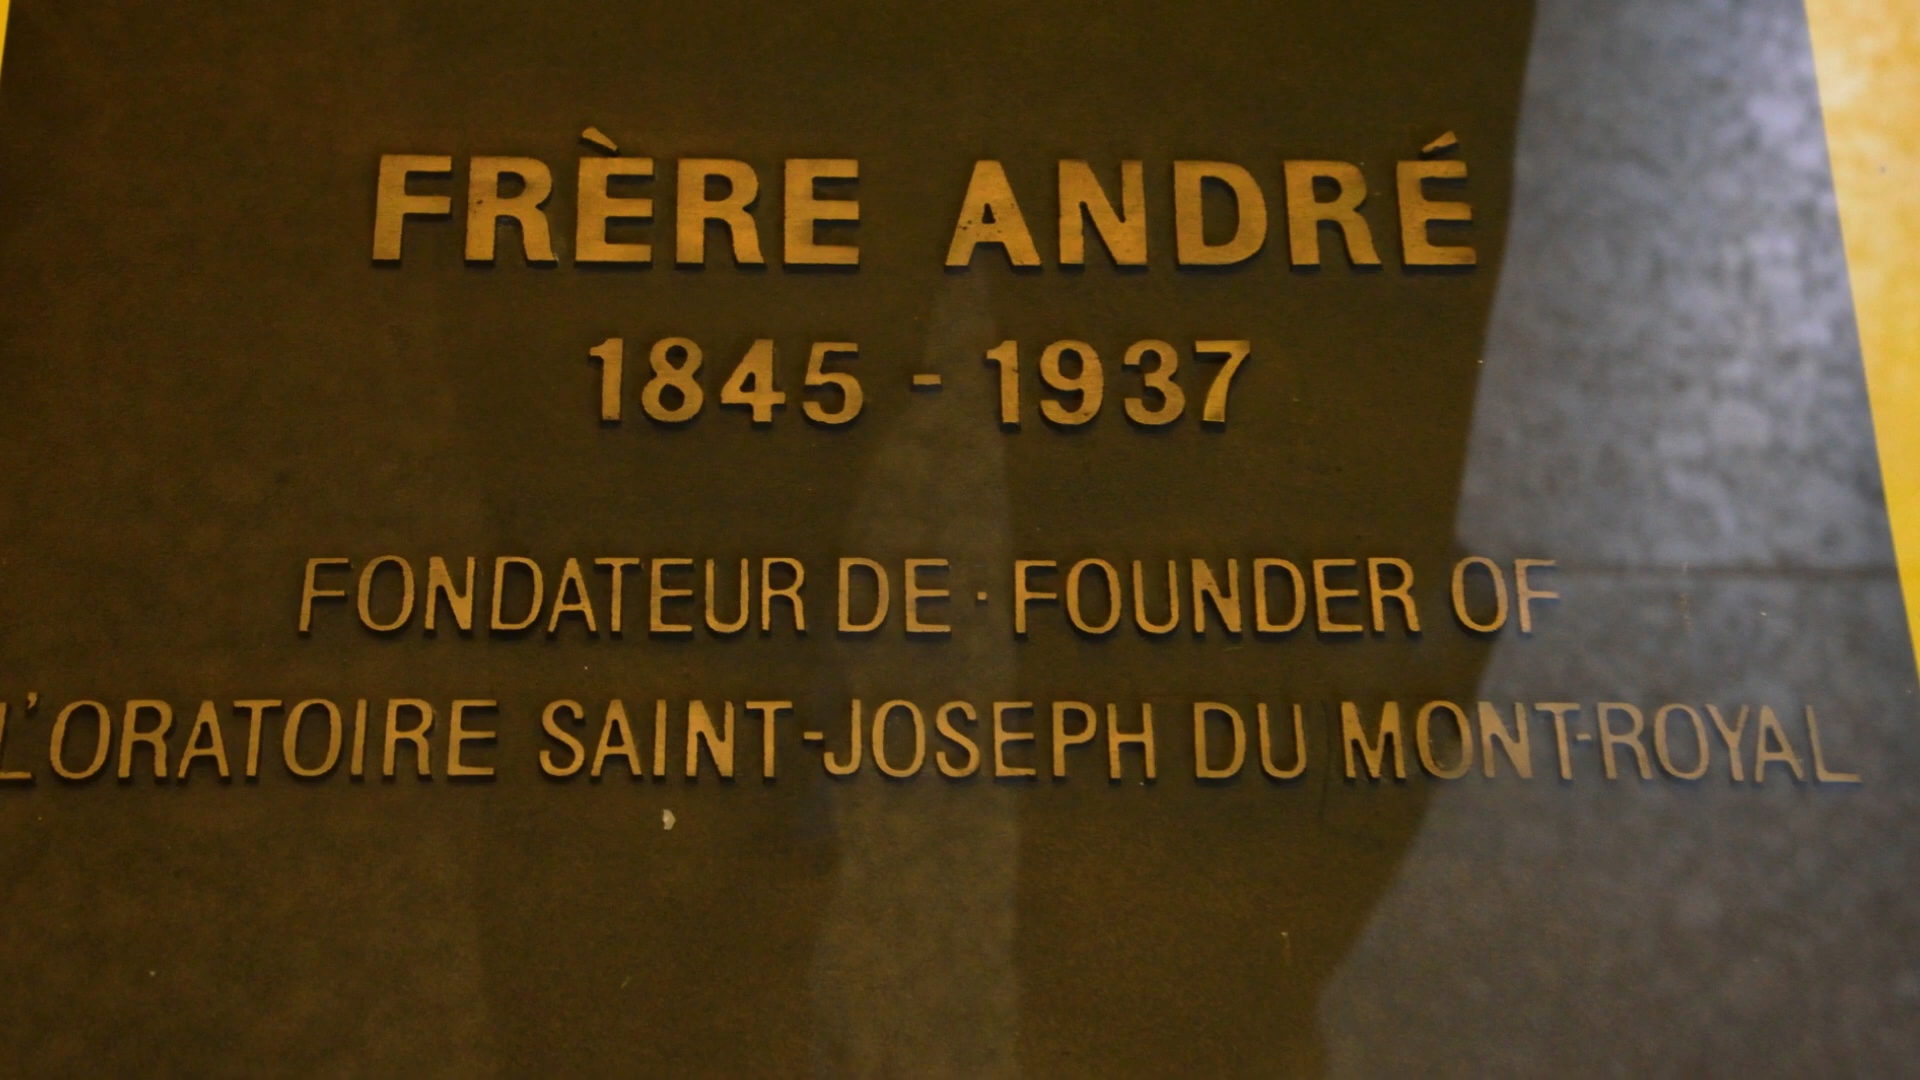 FRÈRE ANDRÉ
1845 - 1937
FONDATEUR DE · FOUNDER OF
L'ORATOIRE SAINT-JOSEPH DU MONT-ROYAL